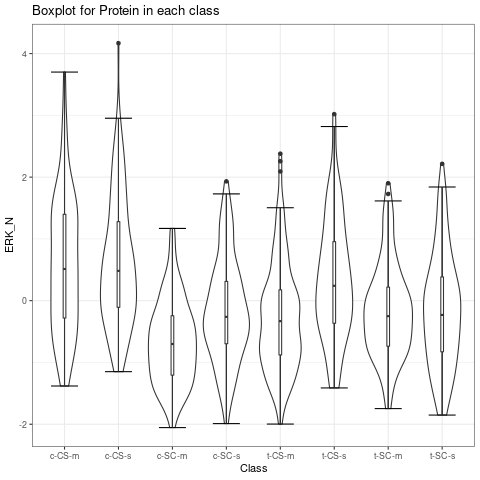 Boxplot for Protein in each class
ERK_N
4
2
0
-2
c-CS-m c-CS-s c-SC-m c-SC-s t-CS-m t-CS-s t-SC-m t-SC-s
Class